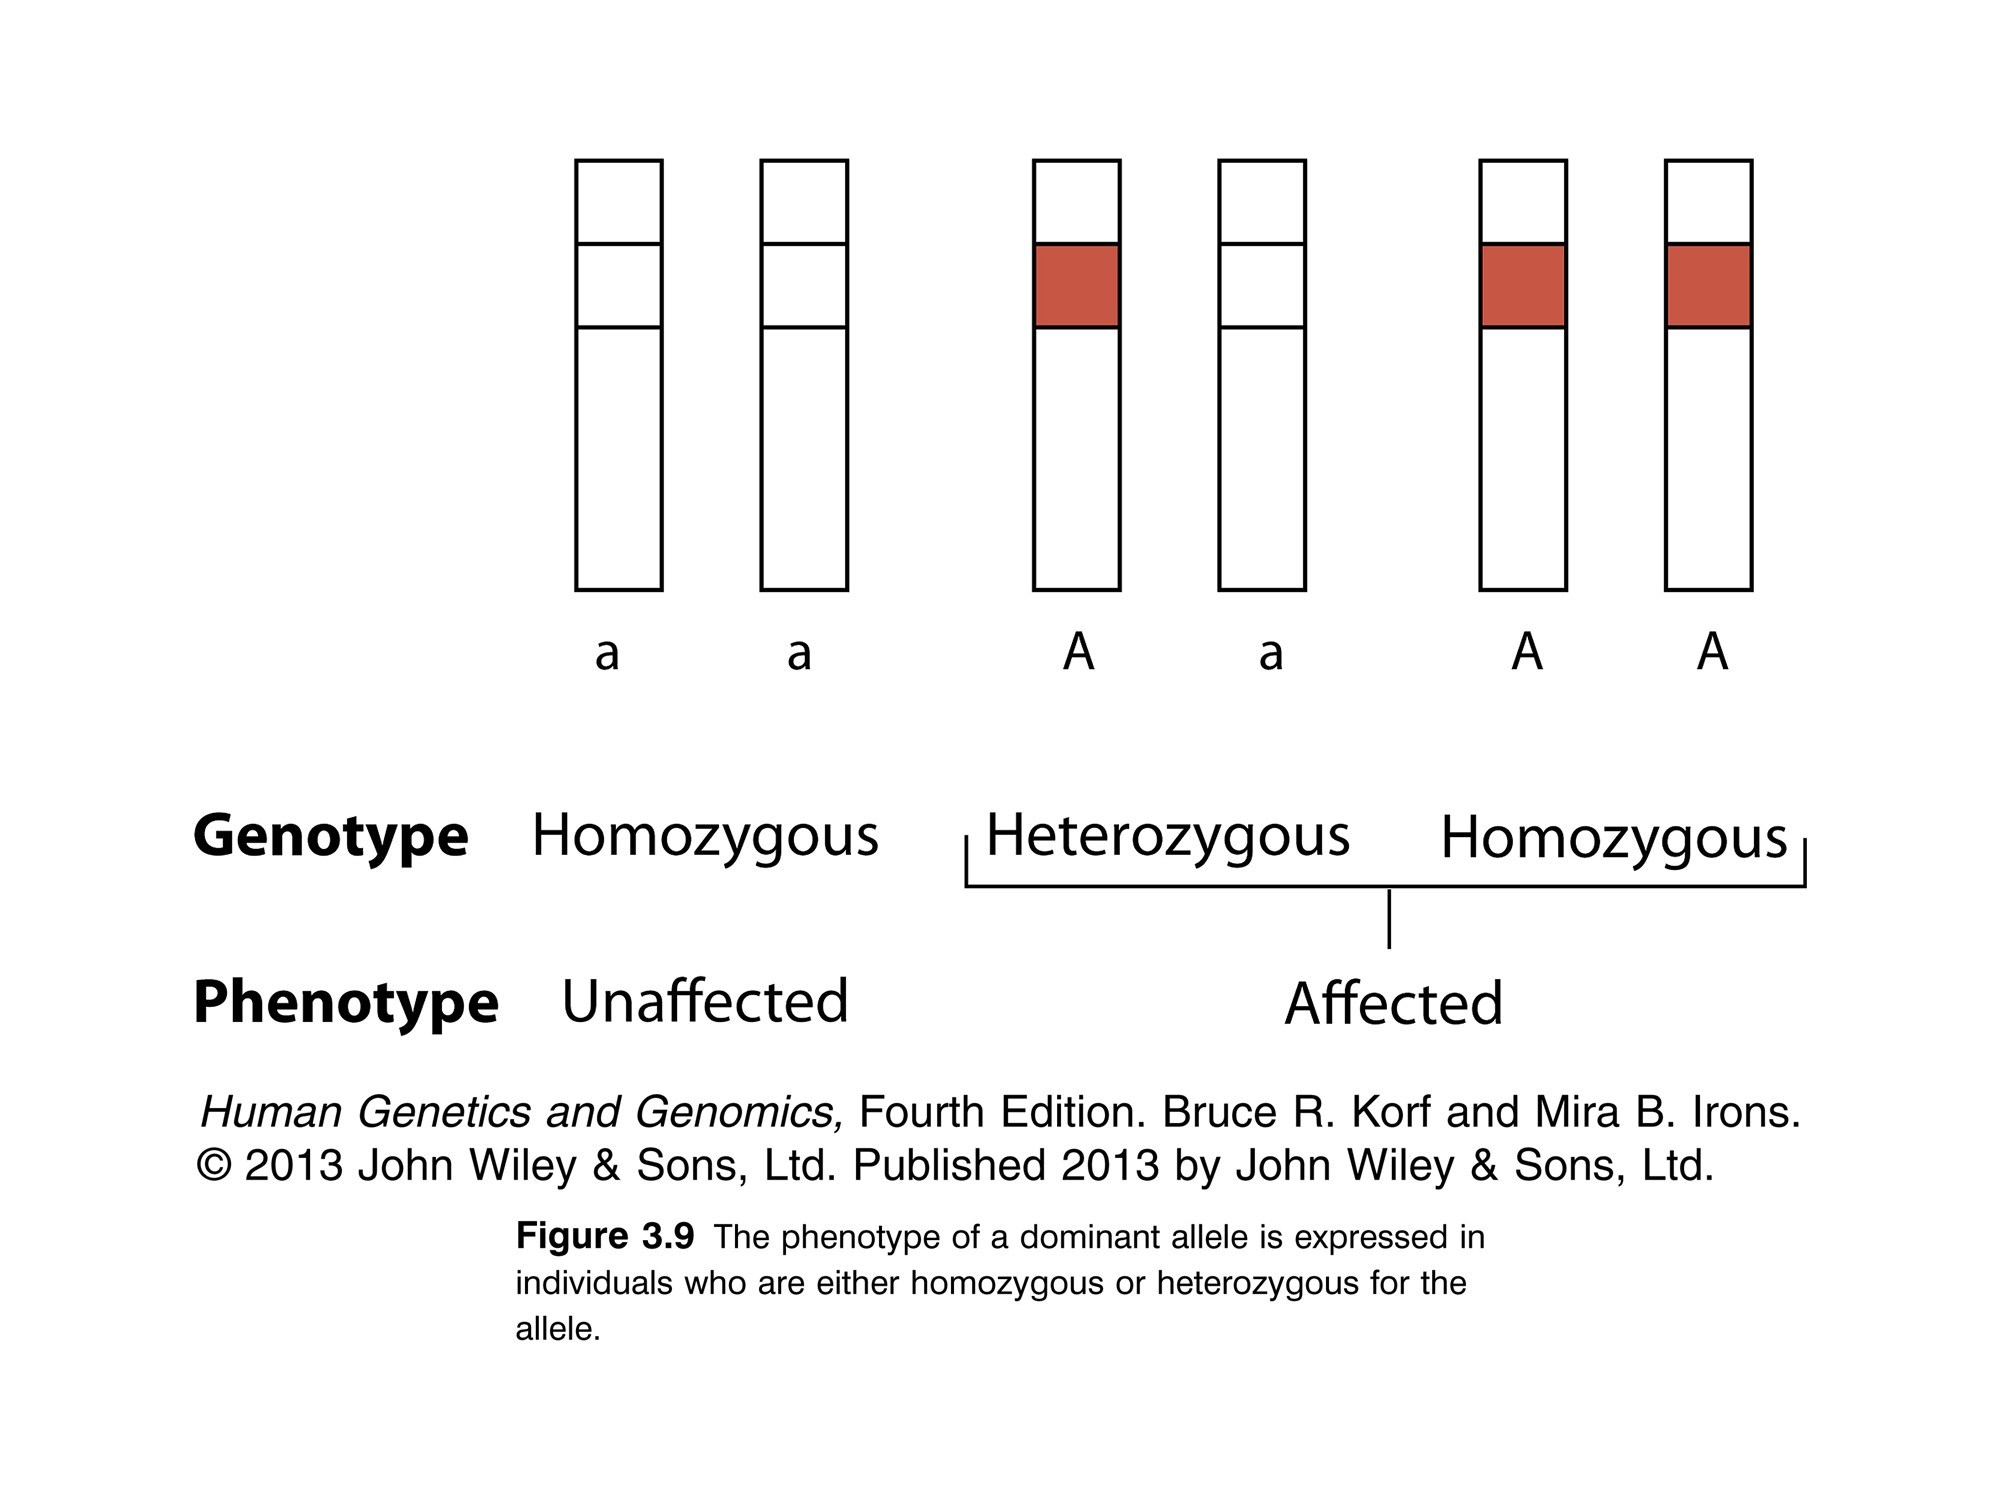 a a A a A A
Genotype Homozygous Heterozygous Homozygous
Phenotype Unaffected Affected
Human Genetics and Genomics, Fourth Edition. Bruce R. Korf and Mira B. Irons.
© 2013 John Wiley & Sons, Ltd. Published 2013 by John Wiley & Sons, Ltd.
Figure 3.9 The phenotype of a dominant allele is expressed in
individuals who are either homozygous or heterozygous for the
allele.